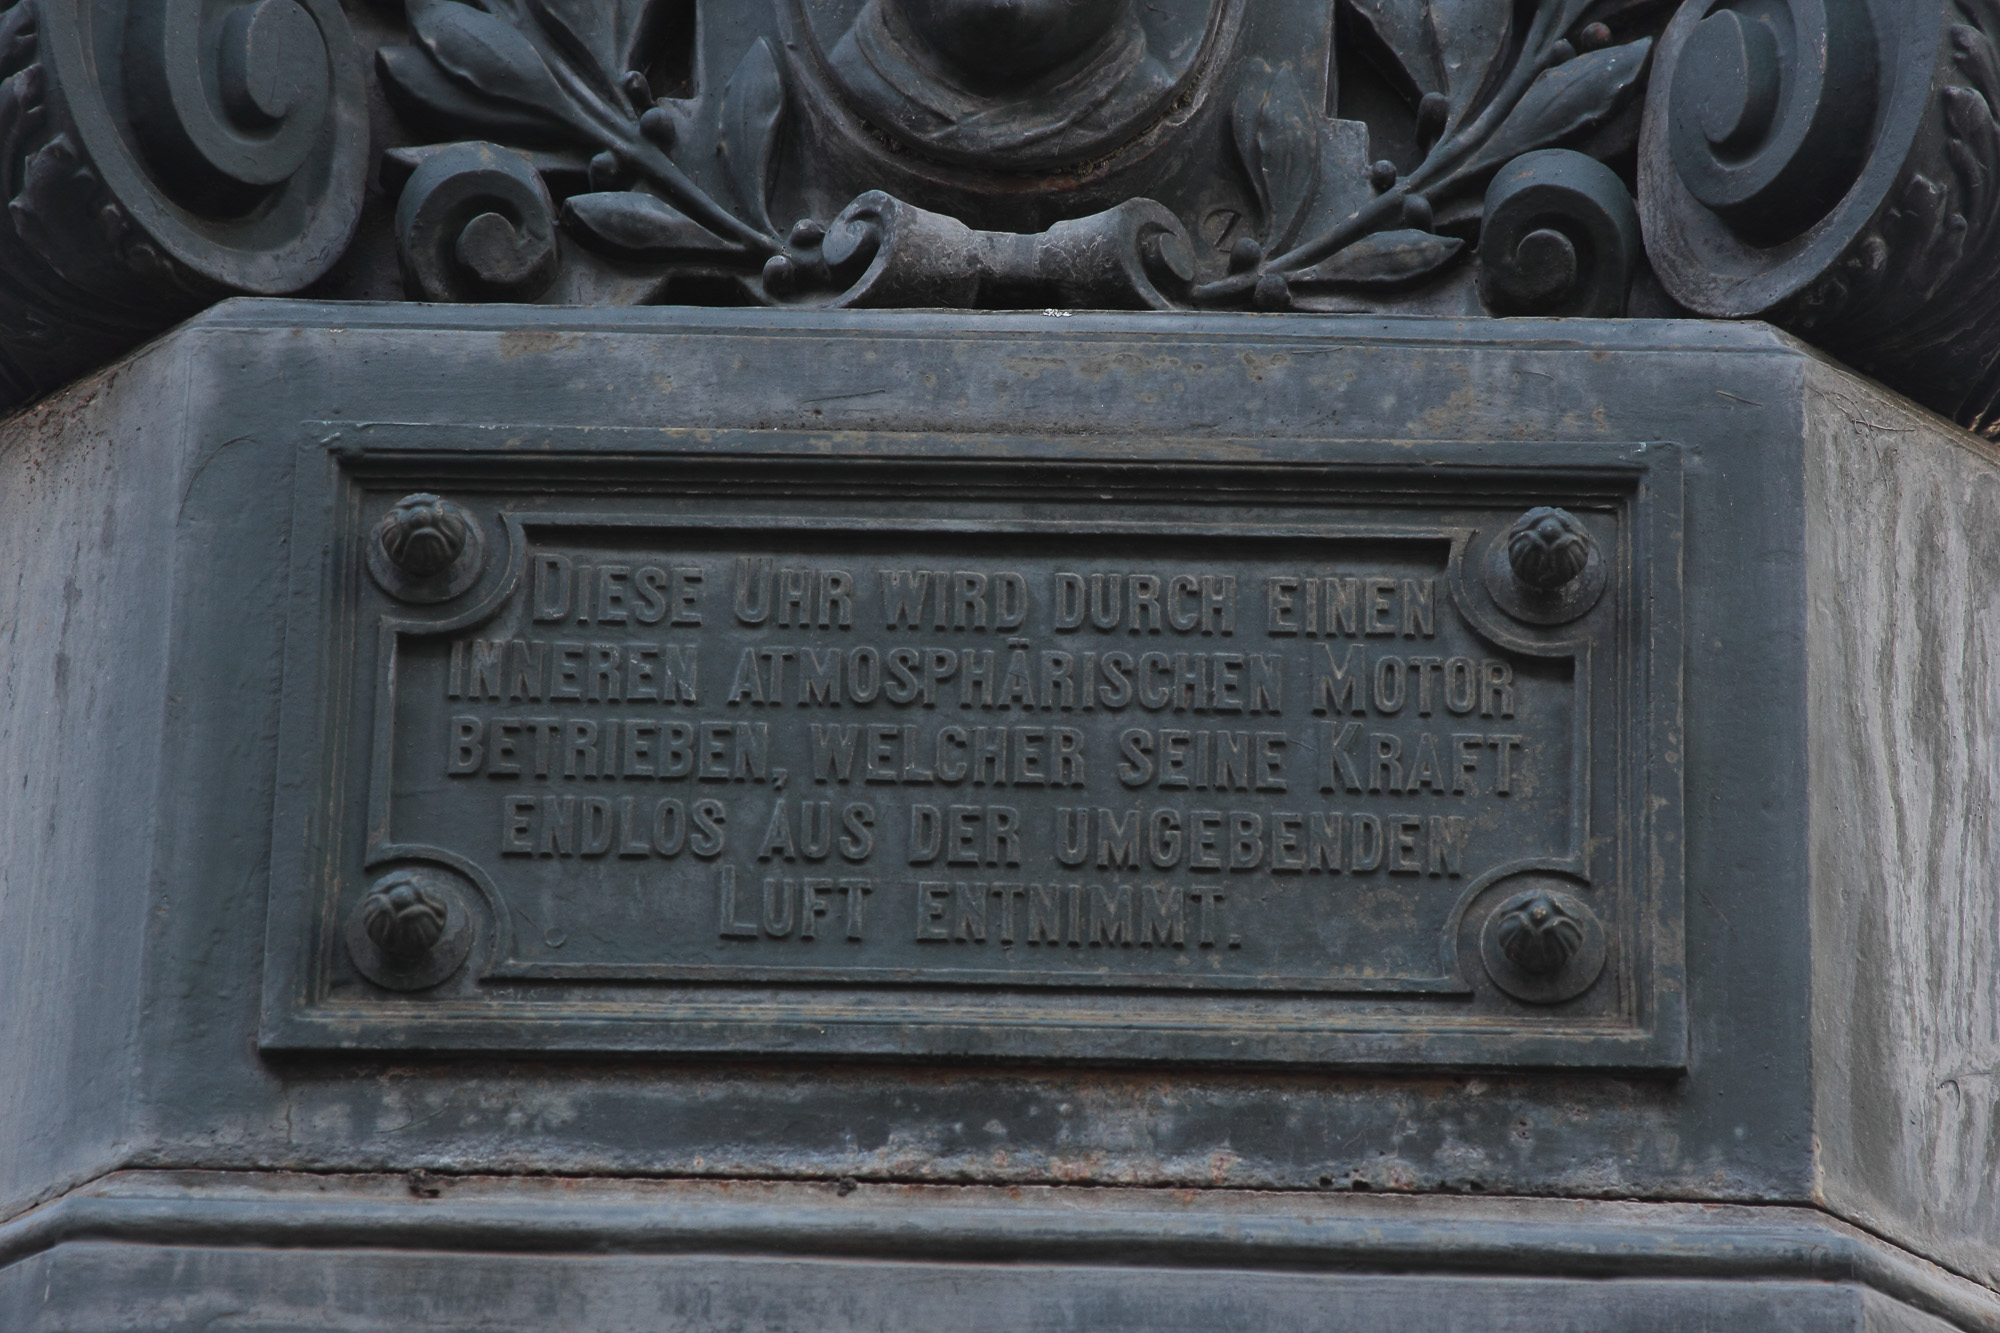 DIESE UHR WIRD DURCH EINEN
INNEREN ATMOSPHÄRISCHEN MOTOR
BETRIEBEN, WELCHER SEINE KRAFT
ENDLOS AUS DER UMGEBENDEN
LUFT ENTNIMMT.